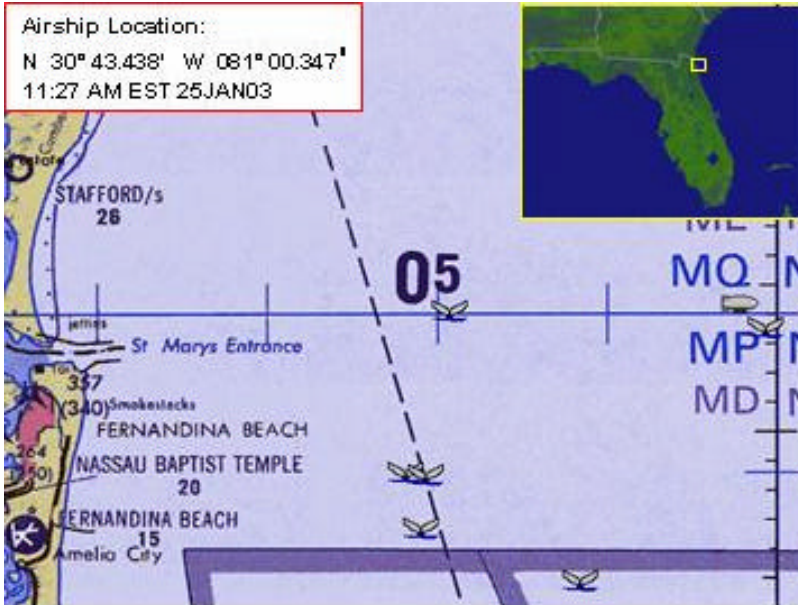 Airship Location:
N 30° 43.438' W 081° 00.347'
11:27 AM EST 25JAN03
STAFFORD/s
26
05
MQ
jetties
St Marys Entrance
MP
357
(340)
Smokestacks
MD
FERNANDINA BEACH
264
NASSAU BAPTIST TEMPLE
20
FERNANDINA BEACH
15
Amelia City